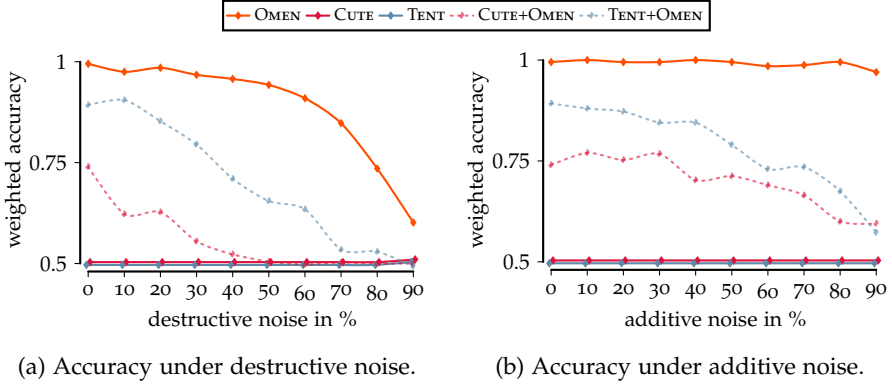 OMEN CUTE TENT CUTE+OMEN TENT+OMEN
weighted accuracy
1
0.75
0.5
0 10 20 30 40 50 60 70 80 90
destructive noise in %
(a) Accuracy under destructive noise.
weighted accuracy
1
0.75
0.5
0 10 20 30 40 50 60 70 80 90
additive noise in %
(b) Accuracy under additive noise.